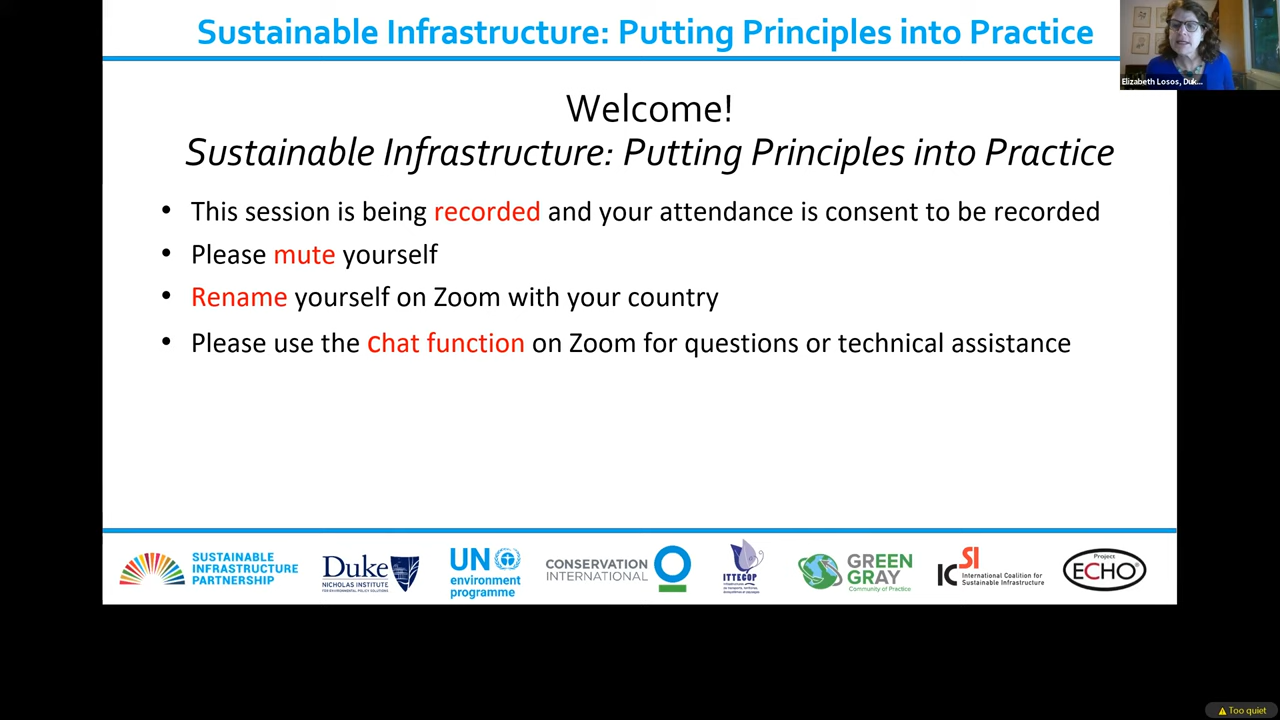 Sustainable Infrastructure: Putting Principles into Practice
Elizabeth Losos, Duk...
Welcome!
Sustainable Infrastructure: Putting Principles into Practice
• This session is being recorded and your attendance is consent to be recorded
• Please mute yourself
• Rename yourself on Zoom with your country
• Please use the chat function on Zoom for questions or technical assistance
SUSTAINABLE
INFRASTRUCTURE
PARTNERSHIP
Duke
NICHOLAS INSTITUTE
FOR ENVIRONMENTAL POLICY SOLUTIONS
UN
environment
programme
CONSERVATION
INTERNATIONAL
ITTECOP
GREEN
GRAY
Community of Practice
ICSI
International Coalition for
Sustainable Infrastructure
Project
ECHO®
Too quiet